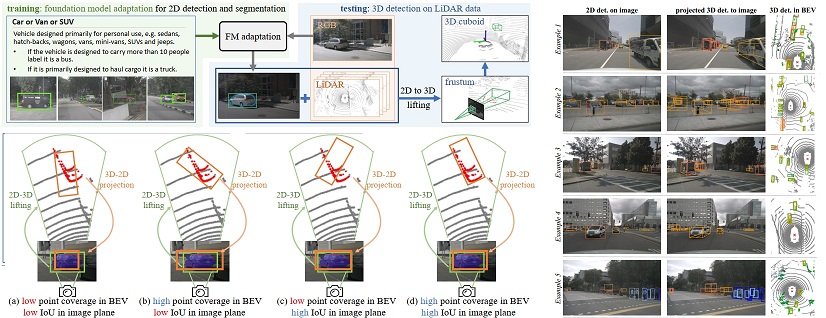 training: foundation model adaptation for 2D detection and segmentation
Car or Van or SUV
Vehicle designed primarily for personal use, e.g. sedans,
hatch-backs, wagons, vans, mini-vans, SUVs and jeeps.
• If the vehicle is designed to carry more than 10 people
label it is a bus.
• If it is primarily designed to haul cargo it is a truck.
testing: 3D detection on LiDAR data
FM adaptation
RGB
LiDAR
2D to 3D
lifting
3D cuboid
frustum
2D-3D
lifting
3D-2D
projection
2D-3D
lifting
3D-2D
projection
(a) low point coverage in BEV
low IoU in image plane
(b) high point coverage in BEV
low IoU in image plane
(c) low point coverage in BEV
high IoU in image plane
(d) high point coverage in BEV
high IoU in image plane
2D det. on image
projected 3D det. to image
3D det. in BEV
Example 1
Example 2
Example 3
Example 4
Example 5